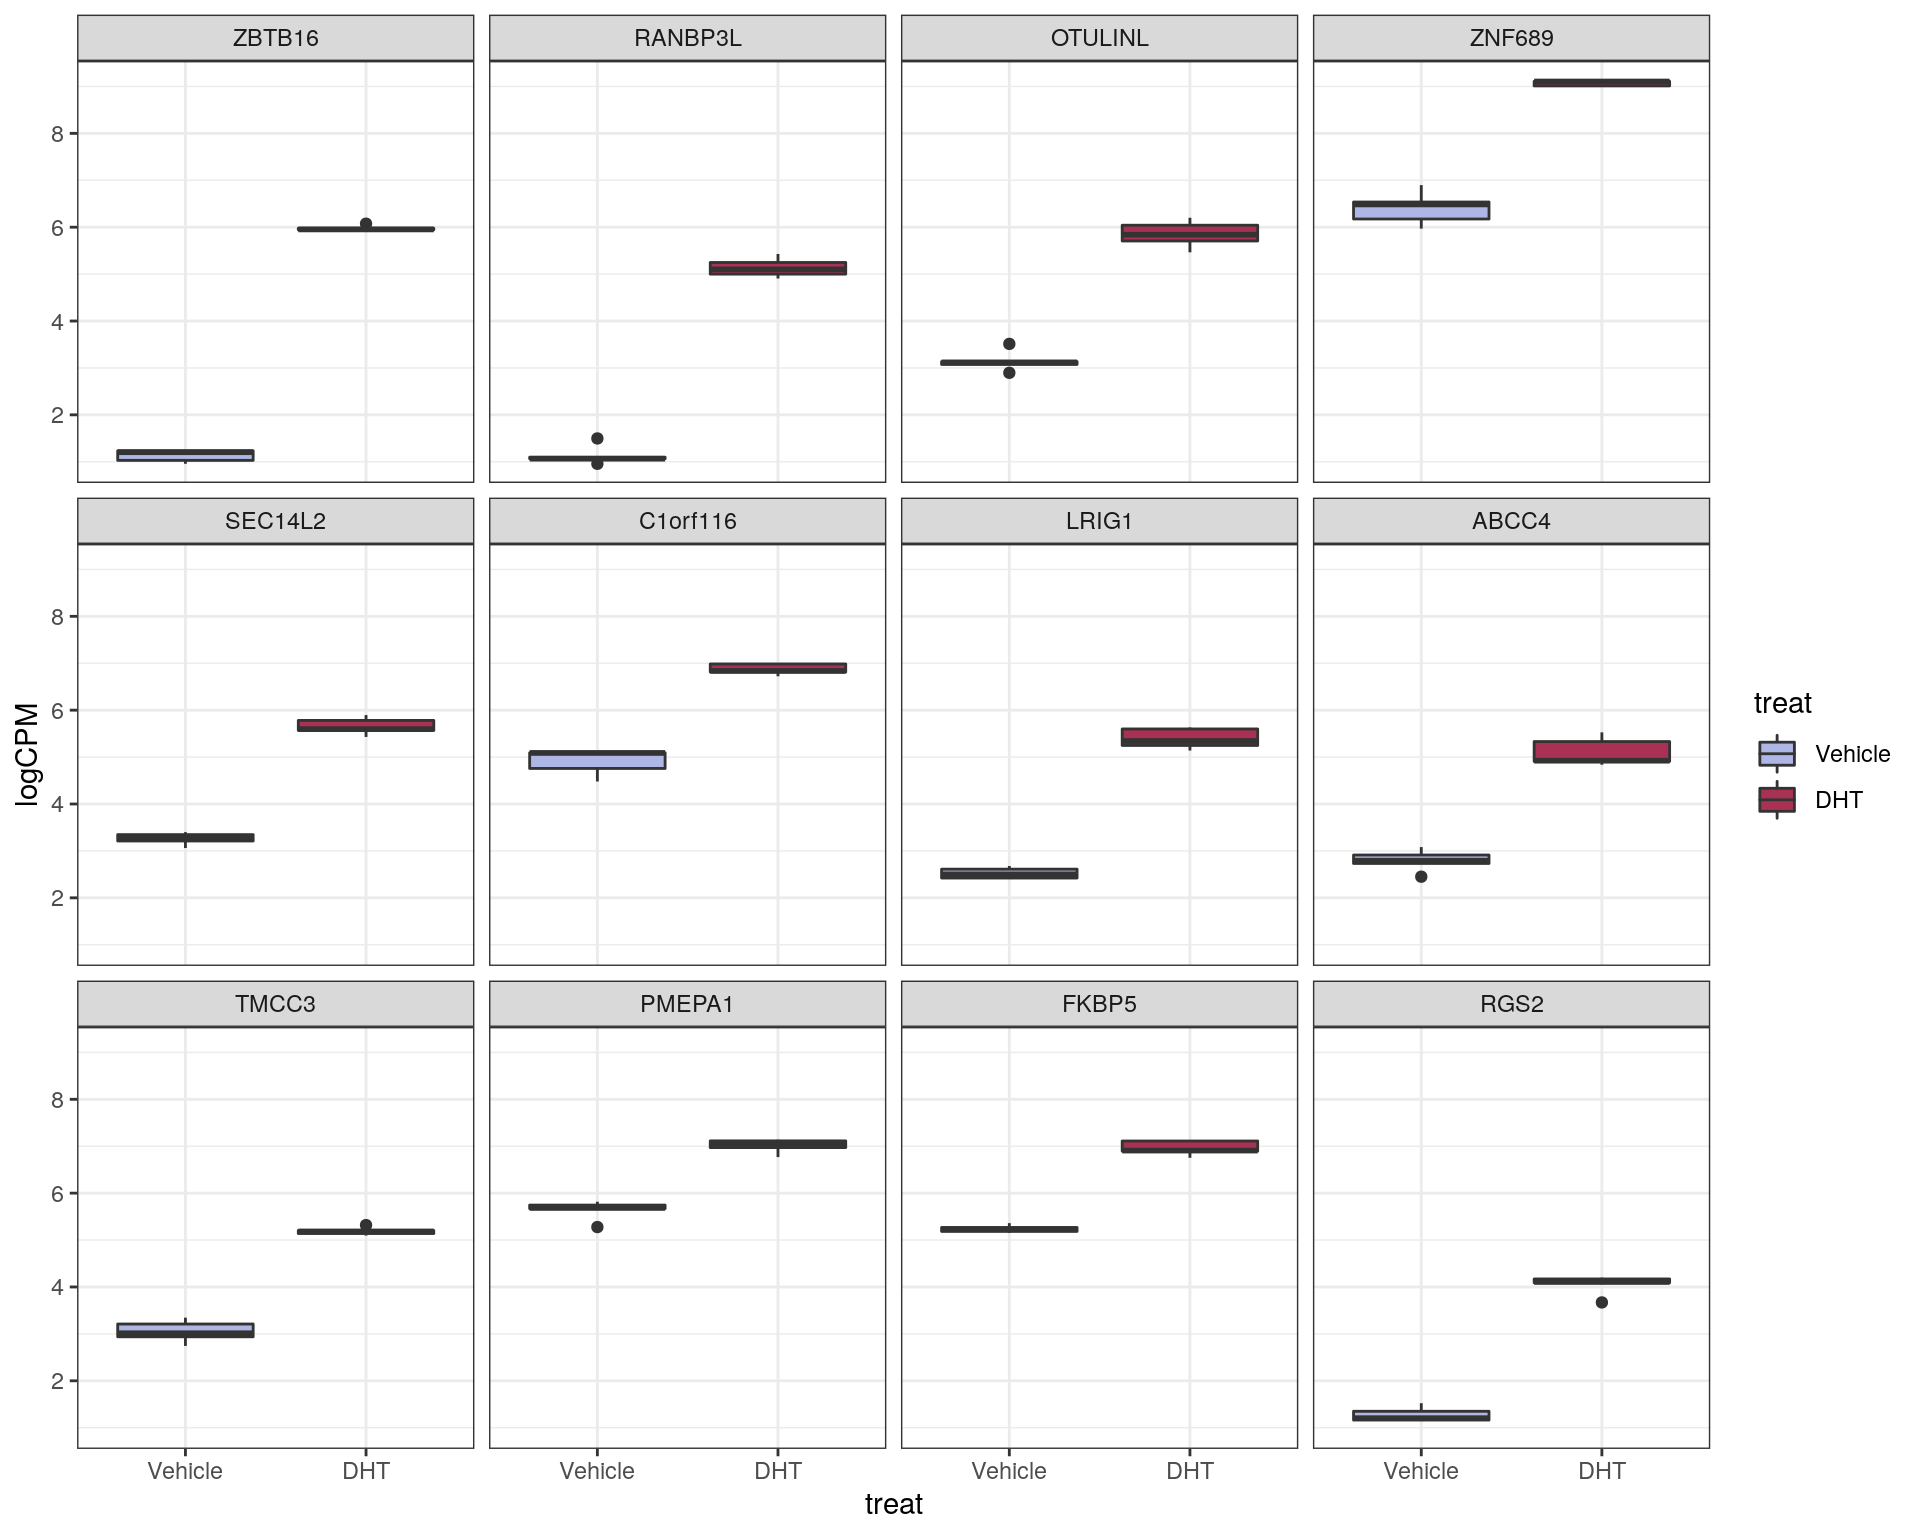 ZBTB16 RANBP3L OTULINL ZNF689
8
6
4
2
SEC14L2 C1orf116 LRIG1 ABCC4
8
6
4
2
TMCC3 PMEPA1 FKBP5 RGS2
8
6
4
2
Vehicle DHT Vehicle DHT Vehicle DHT Vehicle DHT
treat
logCPM
treat
Vehicle
DHT